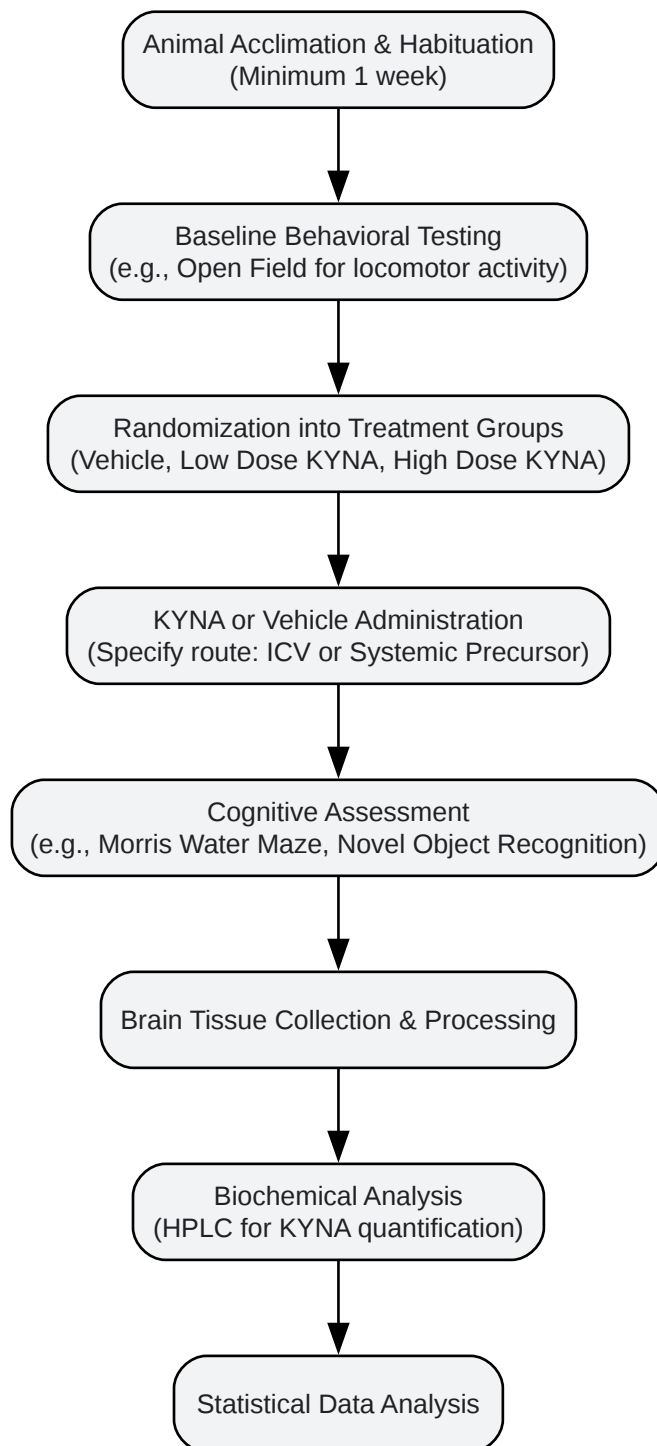 Animal Acclimation & Habituation
(Minimum 1 week)
Baseline Behavioral Testing
(e.g., Open Field for locomotor activity)
Randomization into Treatment Groups
(Vehicle, Low Dose KYNA, High Dose KYNA)
KYNA or Vehicle Administration
(Specify route: ICV or Systemic Precursor)
Cognitive Assessment
(e.g., Morris Water Maze, Novel Object Recognition)
Brain Tissue Collection & Processing
Biochemical Analysis
(HPLC for KYNA quantification)
Statistical Data Analysis